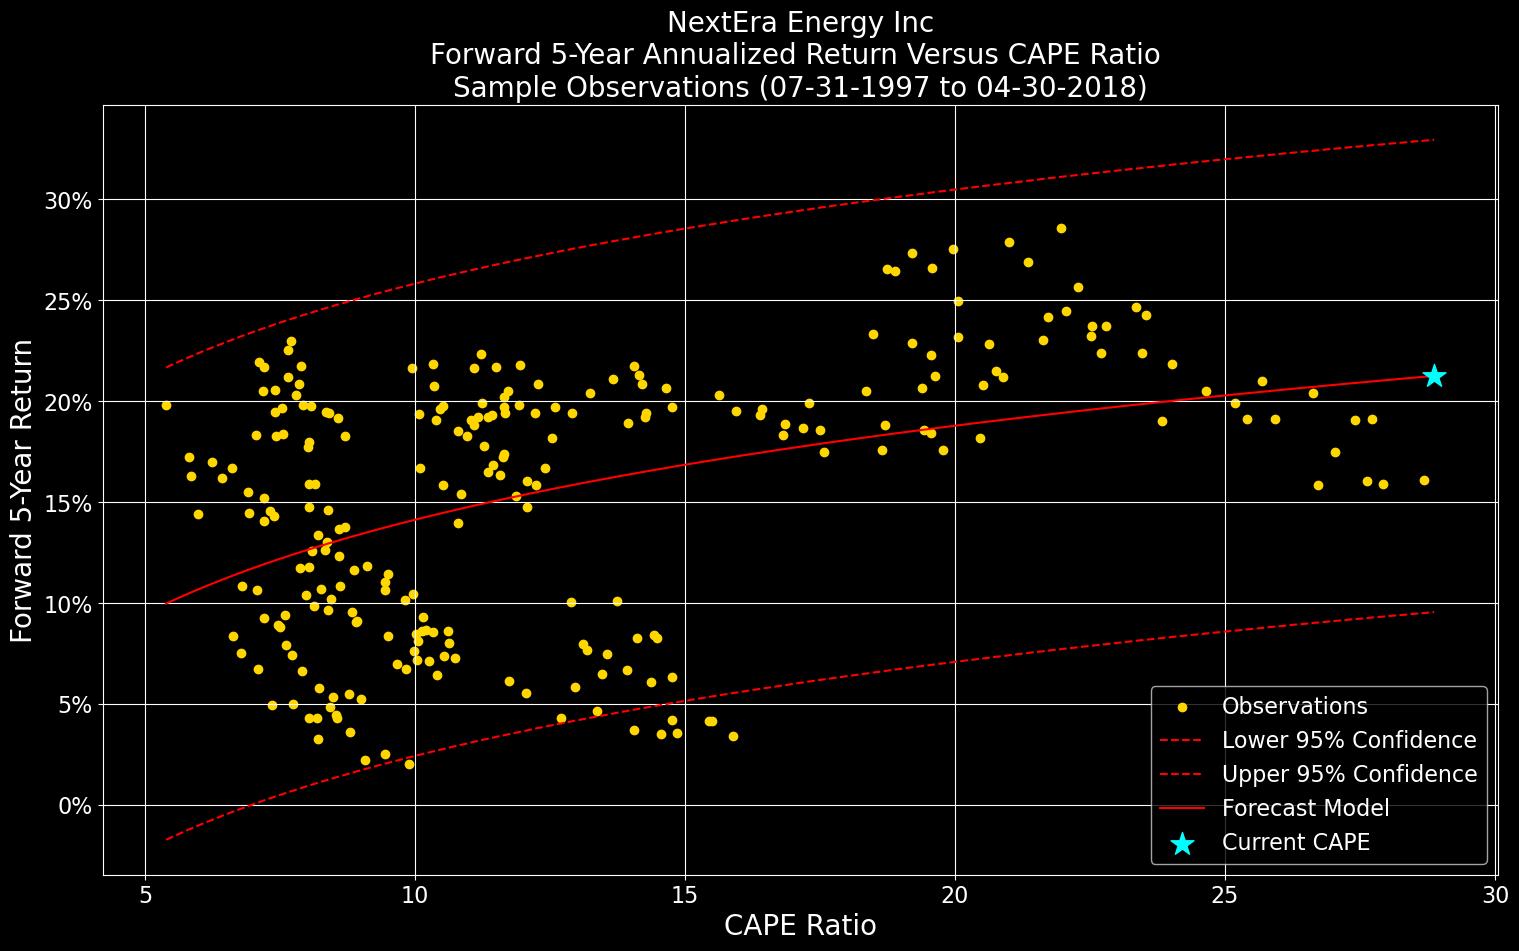 NextEra Energy Inc
Forward 5-Year Annualized Return Versus CAPE Ratio
Sample Observations (07-31-1997 to 04-30-2018)
Forward 5-Year Return
30%
25%
20%
15%
10%
5%
0%
Observations
Lower 95% Confidence
Upper 95% Confidence
Forecast Model
Current CAPE
5 10 15 20 25 30
CAPE Ratio